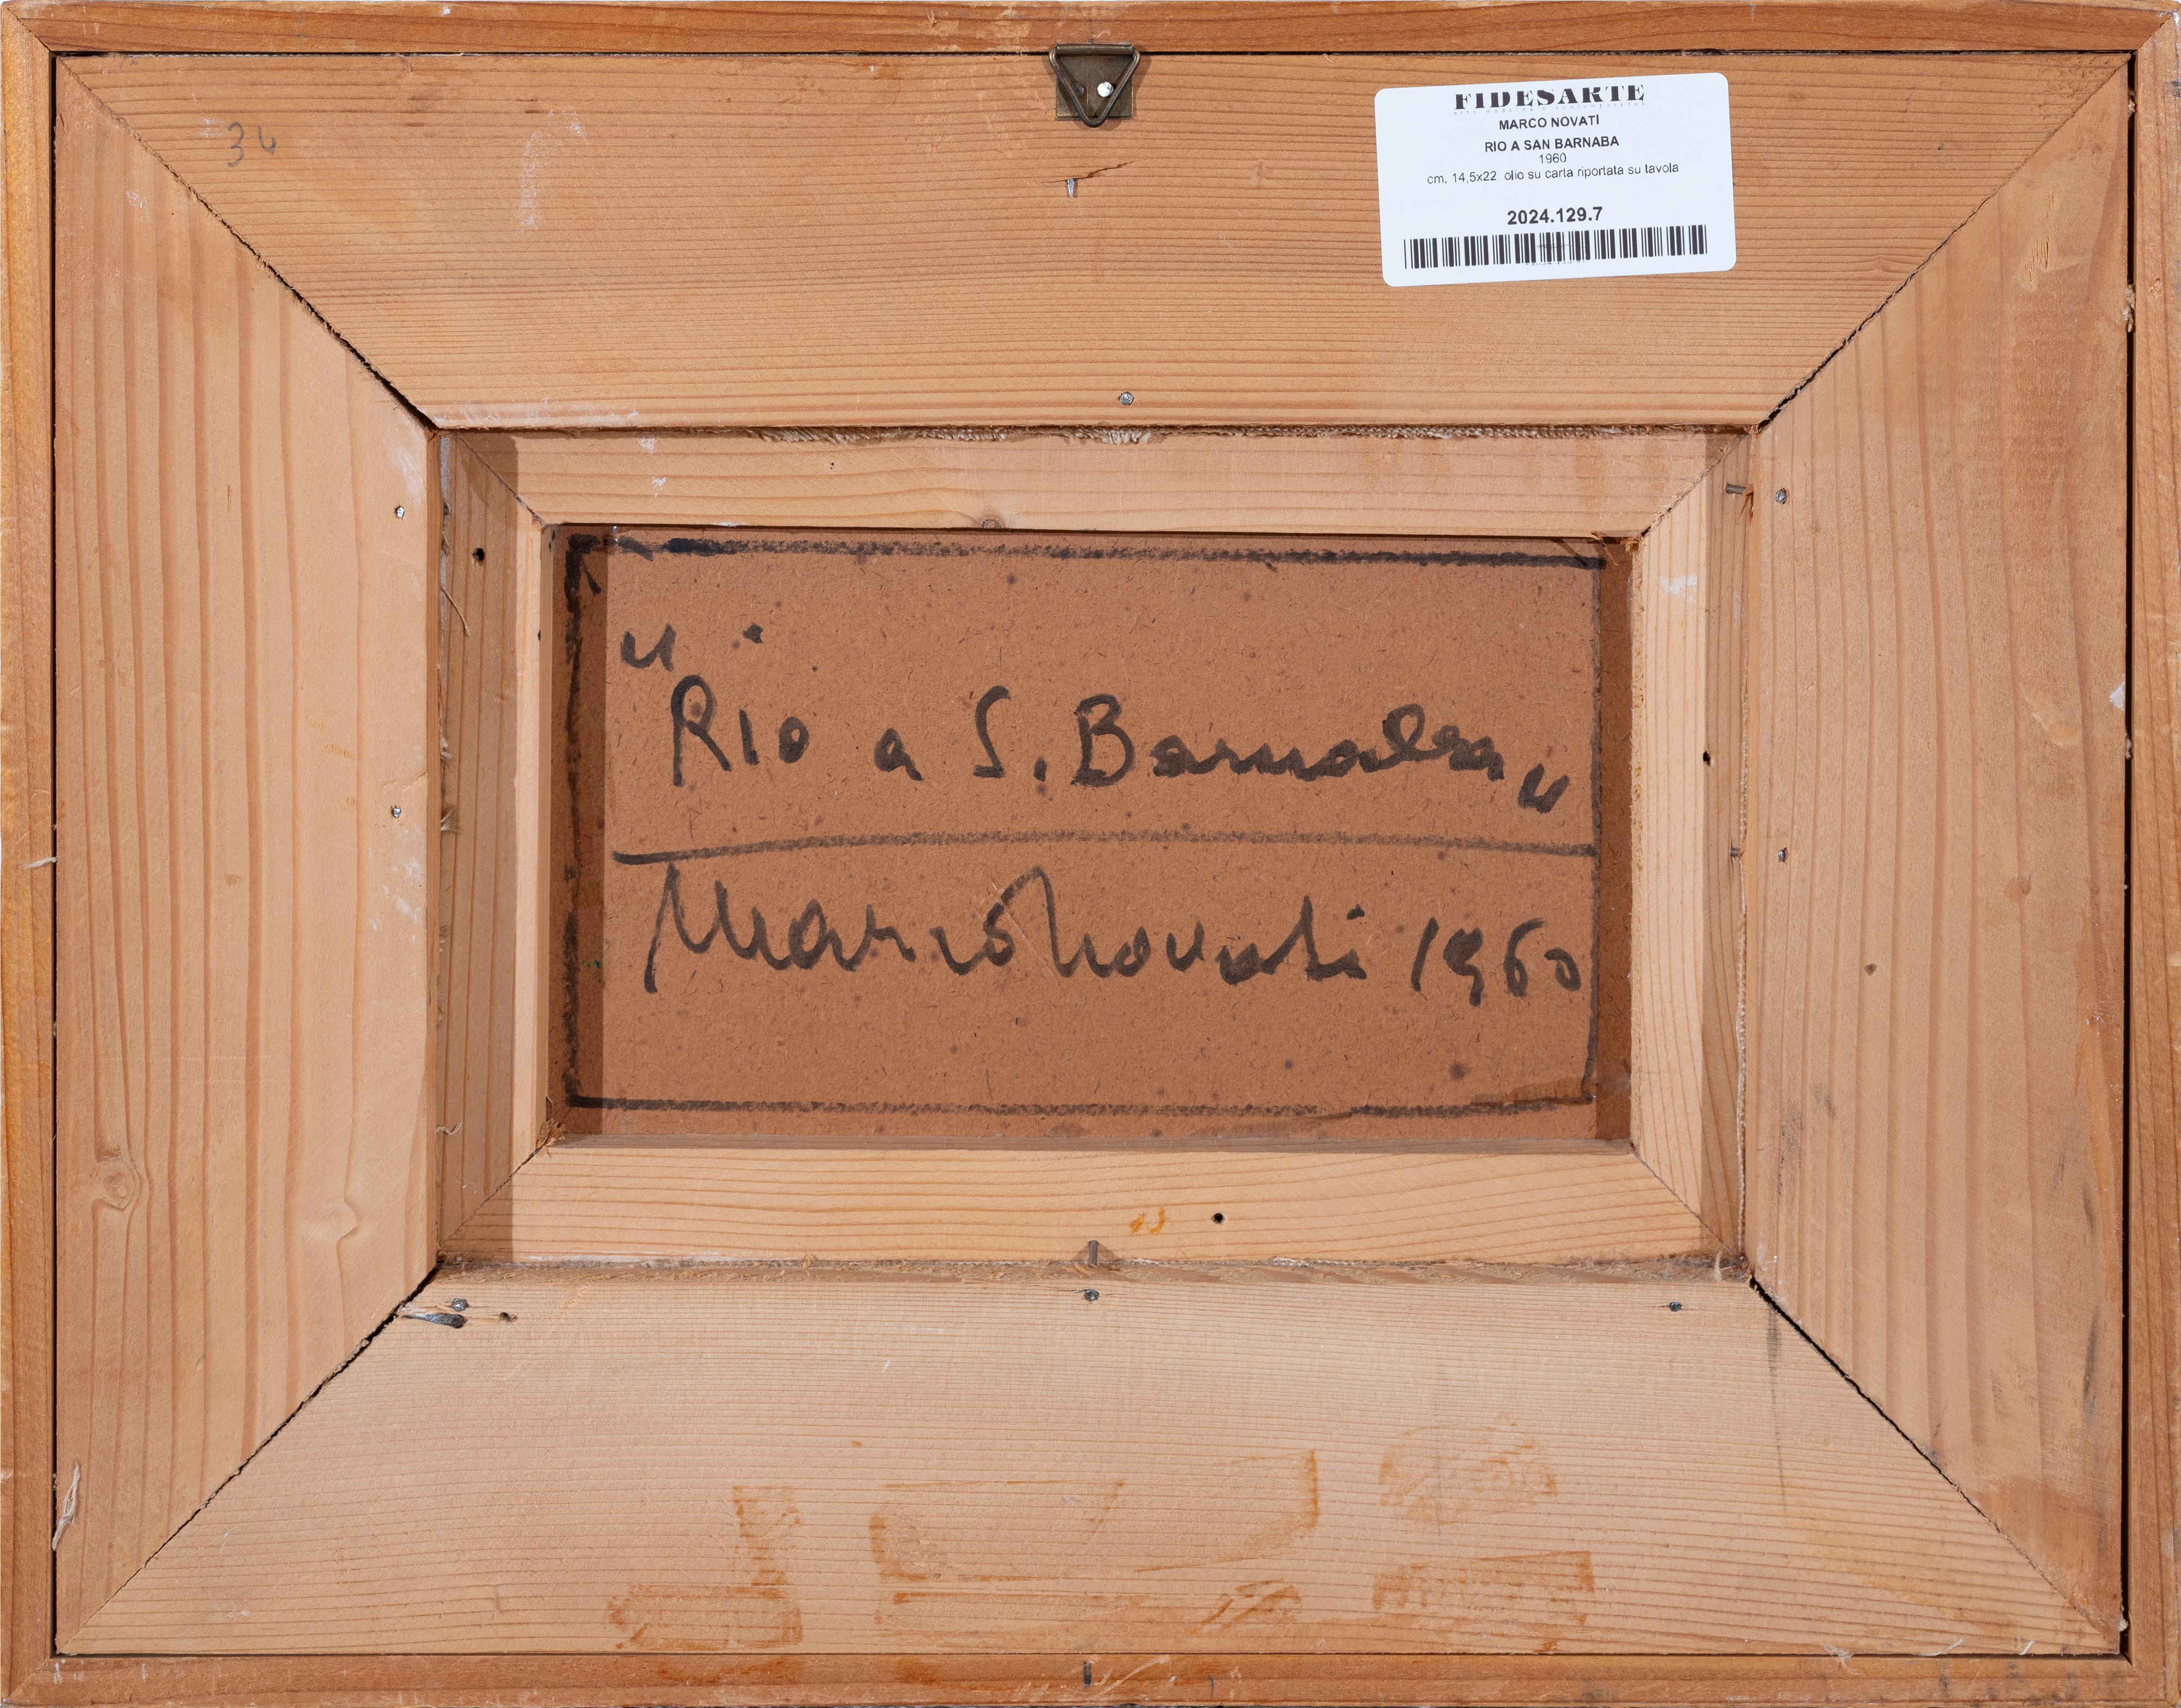 34
FIDESARTE
MARCO NOVATI
RIO A SAN BARNABA
1960
cm. 14,5x22 olio su carta riportata su tavola
2024.129.7
"Rio a S. Barnaba"
Marco Novati 1960